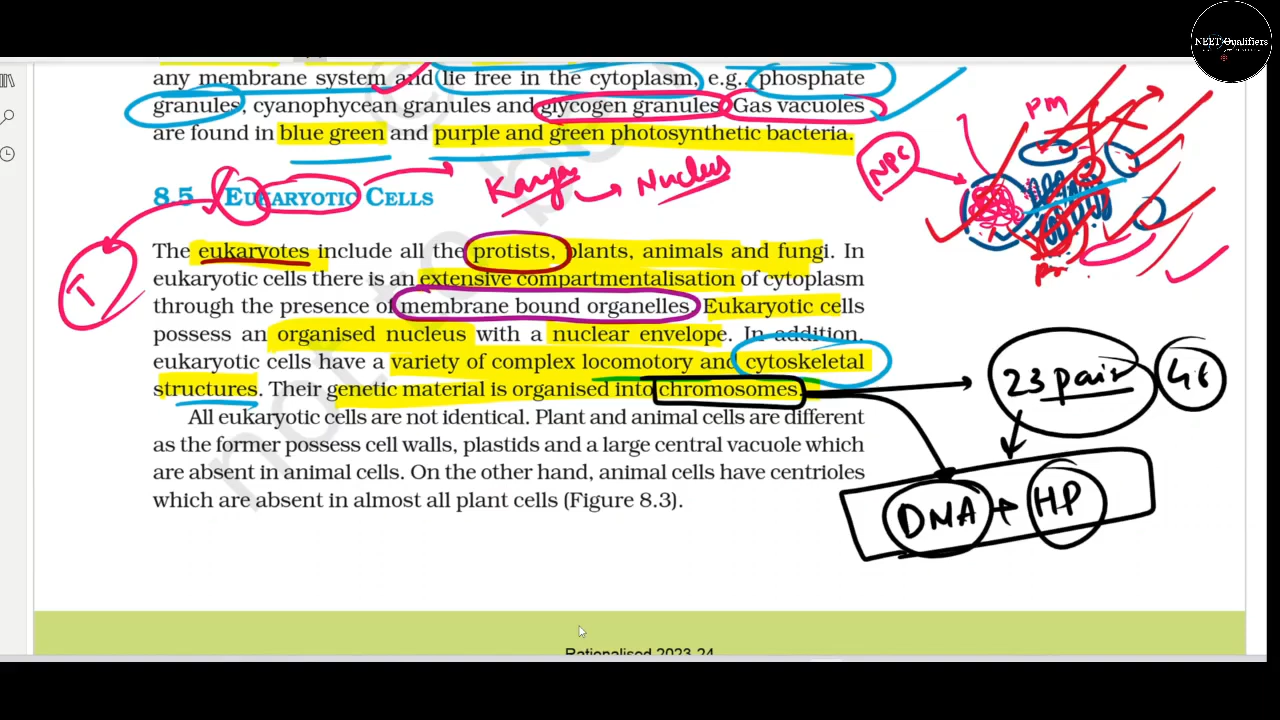 NEET Qualifiers
any membrane system and lie free in the cytoplasm, e.g., phosphate
granules, cyanophycean granules and glycogen granules. Gas vacuoles
are found in blue green and purple and green photosynthetic bacteria.
PM
NPC
Karyo → Nucleus
8.5 EUKARYOTIC CELLS
T
The eukaryotes include all the protists, plants, animals and fungi. In
eukaryotic cells there is an extensive compartmentalisation of cytoplasm
through the presence of membrane bound organelles. Eukaryotic cells
possess an organised nucleus with a nuclear envelope. In addition,
eukaryotic cells have a variety of complex locomotory and cytoskeletal
structures. Their genetic material is organised into chromosomes.
23 pair 46
All eukaryotic cells are not identical. Plant and animal cells are different
as the former possess cell walls, plastids and a large central vacuole which
are absent in animal cells. On the other hand, animal cells have centrioles
which are absent in almost all plant cells (Figure 8.3).
DNA + HP
Rationalised 2023-24